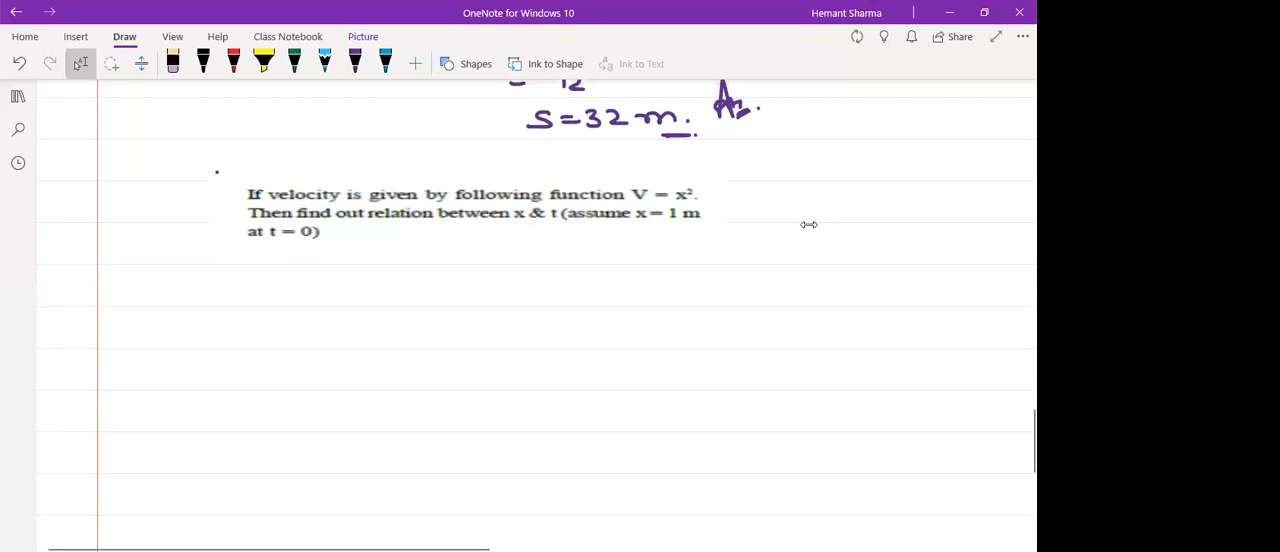 OneNote for Windows 10
Hemant Sharma
Home Insert Draw View Help Class Notebook Picture
Share
Shapes Ink to Shape Ink to Text
= 12
S = 32 m. Ans.
If velocity is given by following function V = x².
Then find out relation between x & t (assume x = 1 m
at t = 0)